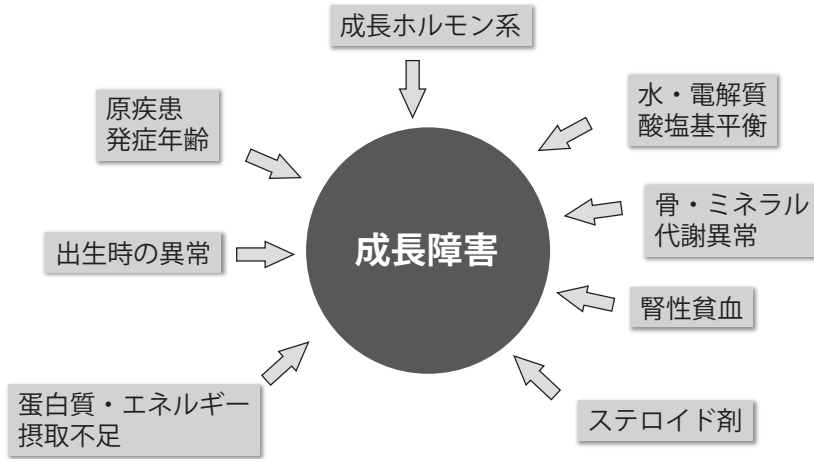 成長ホルモン系
原疾患
発症年齢
水・電解質
酸塩基平衡
骨・ミネラル
代謝異常
出生時の異常
成長障害
腎性貧血
蛋白質・エネルギー
摂取不足
ステロイド剤